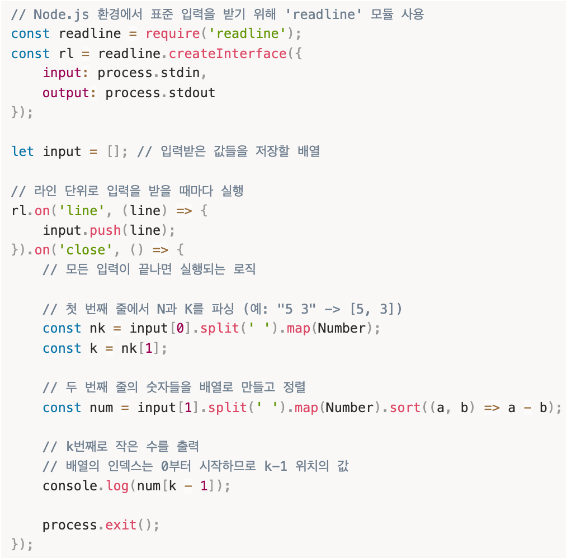 // Node.js 환경에서 표준 입력을 받기 위해 'readline' 모듈 사용
const readline = require('readline');
const rl = readline.createInterface({
    input: process.stdin,
    output: process.stdout
});

let input = []; // 입력받은 값들을 저장할 배열

// 라인 단위로 입력을 받을 때마다 실행
rl.on('line', (line) => {
    input.push(line);
}).on('close', () => {
    // 모든 입력이 끝나면 실행되는 로직

    // 첫 번째 줄에서 N과 K를 파싱 (예: "5 3" -> [5, 3])
    const nk = input[0].split(' ').map(Number);
    const k = nk[1];

    // 두 번째 줄의 숫자들을 배열로 만들고 정렬
    const num = input[1].split(' ').map(Number).sort((a, b) => a - b);

    // k번째로 작은 수를 출력
    // 배열의 인덱스는 0부터 시작하므로 k-1 위치의 값
    console.log(num[k - 1]);

    process.exit();
});